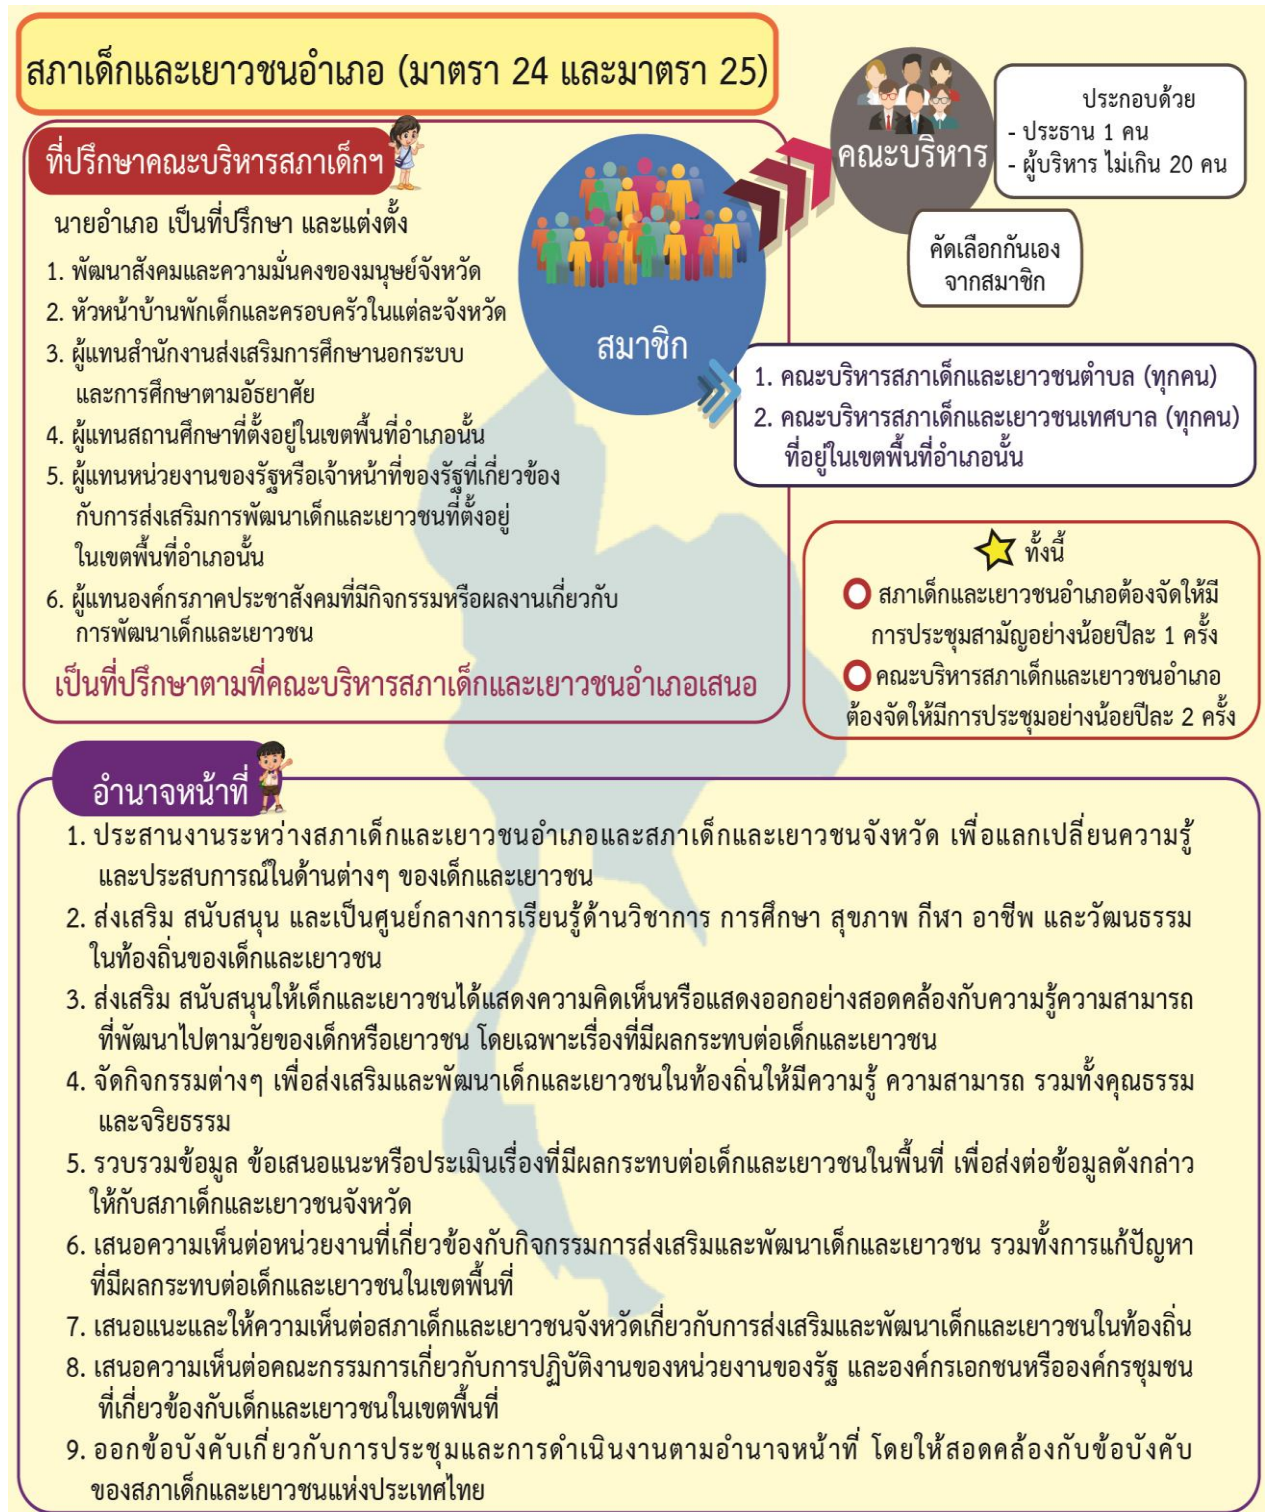 สภาเด็กและเยาวชนอำเภอ (มาตรา 24 และมาตรา 25)
ที่ปรึกษาคณะบริหารสภาเด็กฯ
นายอำเภอ เป็นที่ปรึกษา และแต่งตั้ง
1. พัฒนาสังคมและความมั่นคงของมนุษย์จังหวัด
2. หัวหน้าบ้านพักเด็กและครอบครัวในแต่ละจังหวัด
3. ผู้แทนสำนักงานส่งเสริมการศึกษานอกระบบ
และการศึกษาตามอัธยาศัย
4. ผู้แทนสถานศึกษาที่ตั้งอยู่ในเขตพื้นที่อำเภอนั้น
5. ผู้แทนหน่วยงานของรัฐหรือเจ้าหน้าที่ของรัฐที่เกี่ยวข้อง
กับการส่งเสริมการพัฒนาเด็กและเยาวชนที่ตั้งอยู่
ในเขตพื้นที่อำเภอนั้น
6. ผู้แทนองค์กรภาคประชาสังคมที่มีกิจกรรมหรือผลงานเกี่ยวกับ
การพัฒนาเด็กและเยาวชน
เป็นที่ปรึกษาตามที่คณะบริหารสภาเด็กและเยาวชนอำเภอเสนอ
สมาชิก
คณะบริหาร
ประกอบด้วย
- ประธาน 1 คน
- ผู้บริหาร ไม่เกิน 20 คน
คัดเลือกกันเอง
จากสมาชิก
1. คณะบริหารสภาเด็กและเยาวชนตำบล (ทุกคน)
2. คณะบริหารสภาเด็กและเยาวชนเทศบาล (ทุกคน)
ที่อยู่ในเขตพื้นที่อำเภอนั้น
ทั้งนี้
สภาเด็กและเยาวชนอำเภอต้องจัดให้มี
การประชุมสามัญอย่างน้อยปีละ 1 ครั้ง
คณะบริหารสภาเด็กและเยาวชนอำเภอ
ต้องจัดให้มีการประชุมอย่างน้อยปีละ 2 ครั้ง
อำนาจหน้าที่
1. ประสานงานระหว่างสภาเด็กและเยาวชนอำเภอและสภาเด็กและเยาวชนจังหวัด เพื่อแลกเปลี่ยนความรู้
และประสบการณ์ในด้านต่างๆ ของเด็กและเยาวชน
2. ส่งเสริม สนับสนุน และเป็นศูนย์กลางการเรียนรู้ด้านวิชาการ การศึกษา สุขภาพ กีฬา อาชีพ และวัฒนธรรม
ในท้องถิ่นของเด็กและเยาวชน
3. ส่งเสริม สนับสนุนให้เด็กและเยาวชนได้แสดงความคิดเห็นหรือแสดงออกอย่างสอดคล้องกับความรู้ความสามารถ
ที่พัฒนาไปตามวัยของเด็กหรือเยาวชน โดยเฉพาะเรื่องที่มีผลกระทบต่อเด็กและเยาวชน
4. จัดกิจกรรมต่างๆ เพื่อส่งเสริมและพัฒนาเด็กและเยาวชนในท้องถิ่นให้มีความรู้ ความสามารถ รวมทั้งคุณธรรม
และจริยธรรม
5. รวบรวมข้อมูล ข้อเสนอแนะหรือประเมินเรื่องที่มีผลกระทบต่อเด็กและเยาวชนในพื้นที่ เพื่อส่งต่อข้อมูลดังกล่าว
ให้กับสภาเด็กและเยาวชนจังหวัด
6. เสนอความเห็นต่อหน่วยงานที่เกี่ยวข้องกับกิจกรรมการส่งเสริมและพัฒนาเด็กและเยาวชน รวมทั้งการแก้ปัญหา
ที่มีผลกระทบต่อเด็กและเยาวชนในเขตพื้นที่
7. เสนอแนะและให้ความเห็นต่อสภาเด็กและเยาวชนจังหวัดเกี่ยวกับการส่งเสริมและพัฒนาเด็กและเยาวชนในท้องถิ่น
8. เสนอความเห็นต่อคณะกรรมการเกี่ยวกับการปฏิบัติงานของหน่วยงานของรัฐ และองค์กรเอกชนหรือองค์กรชุมชน
ที่เกี่ยวข้องกับเด็กและเยาวชนในเขตพื้นที่
9. ออกข้อบังคับเกี่ยวกับการประชุมและการดำเนินงานตามอำนาจหน้าที่ โดยให้สอดคล้องกับข้อบังคับ
ของสภาเด็กและเยาวชนแห่งประเทศไทย